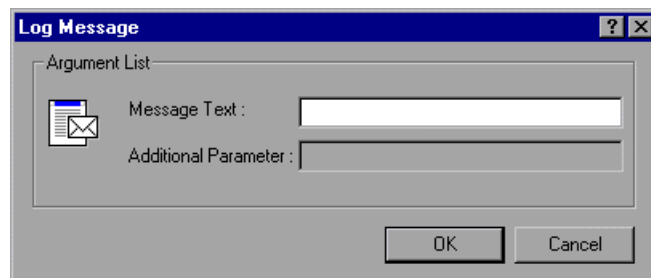 Log Message
Argument List
Message Text :
Additional Parameter :
OK Cancel